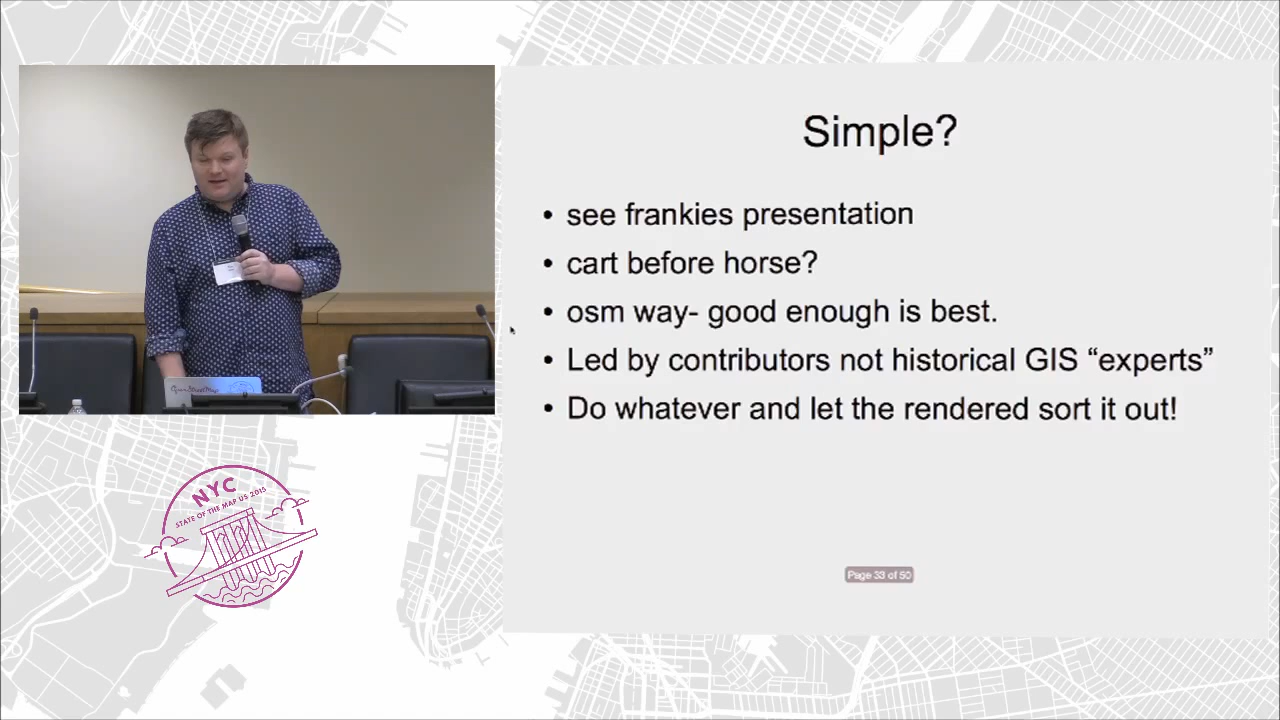 Simple?
• see frankies presentation
• cart before horse?
• osm way- good enough is best.
• Led by contributors not historical GIS “experts”
• Do whatever and let the rendered sort it out!
Page 33 of 50
OpenStreetMap
NYC
STATE OF THE MAP US 2015